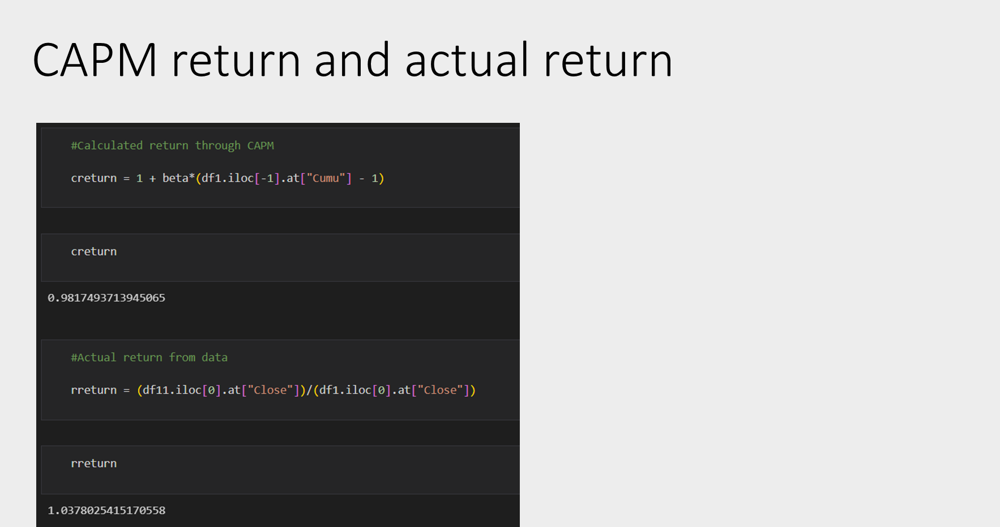 CAPM return and actual return
#Calculated return through CAPM
creturn = 1 + beta*(df1.iloc[-1].at["Cumu"] - 1)
creturn
0.9817493713945065
#Actual return from data
rreturn = (df11.iloc[0].at["Close"])/(df1.iloc[0].at["Close"])
rreturn
1.0378025415170558